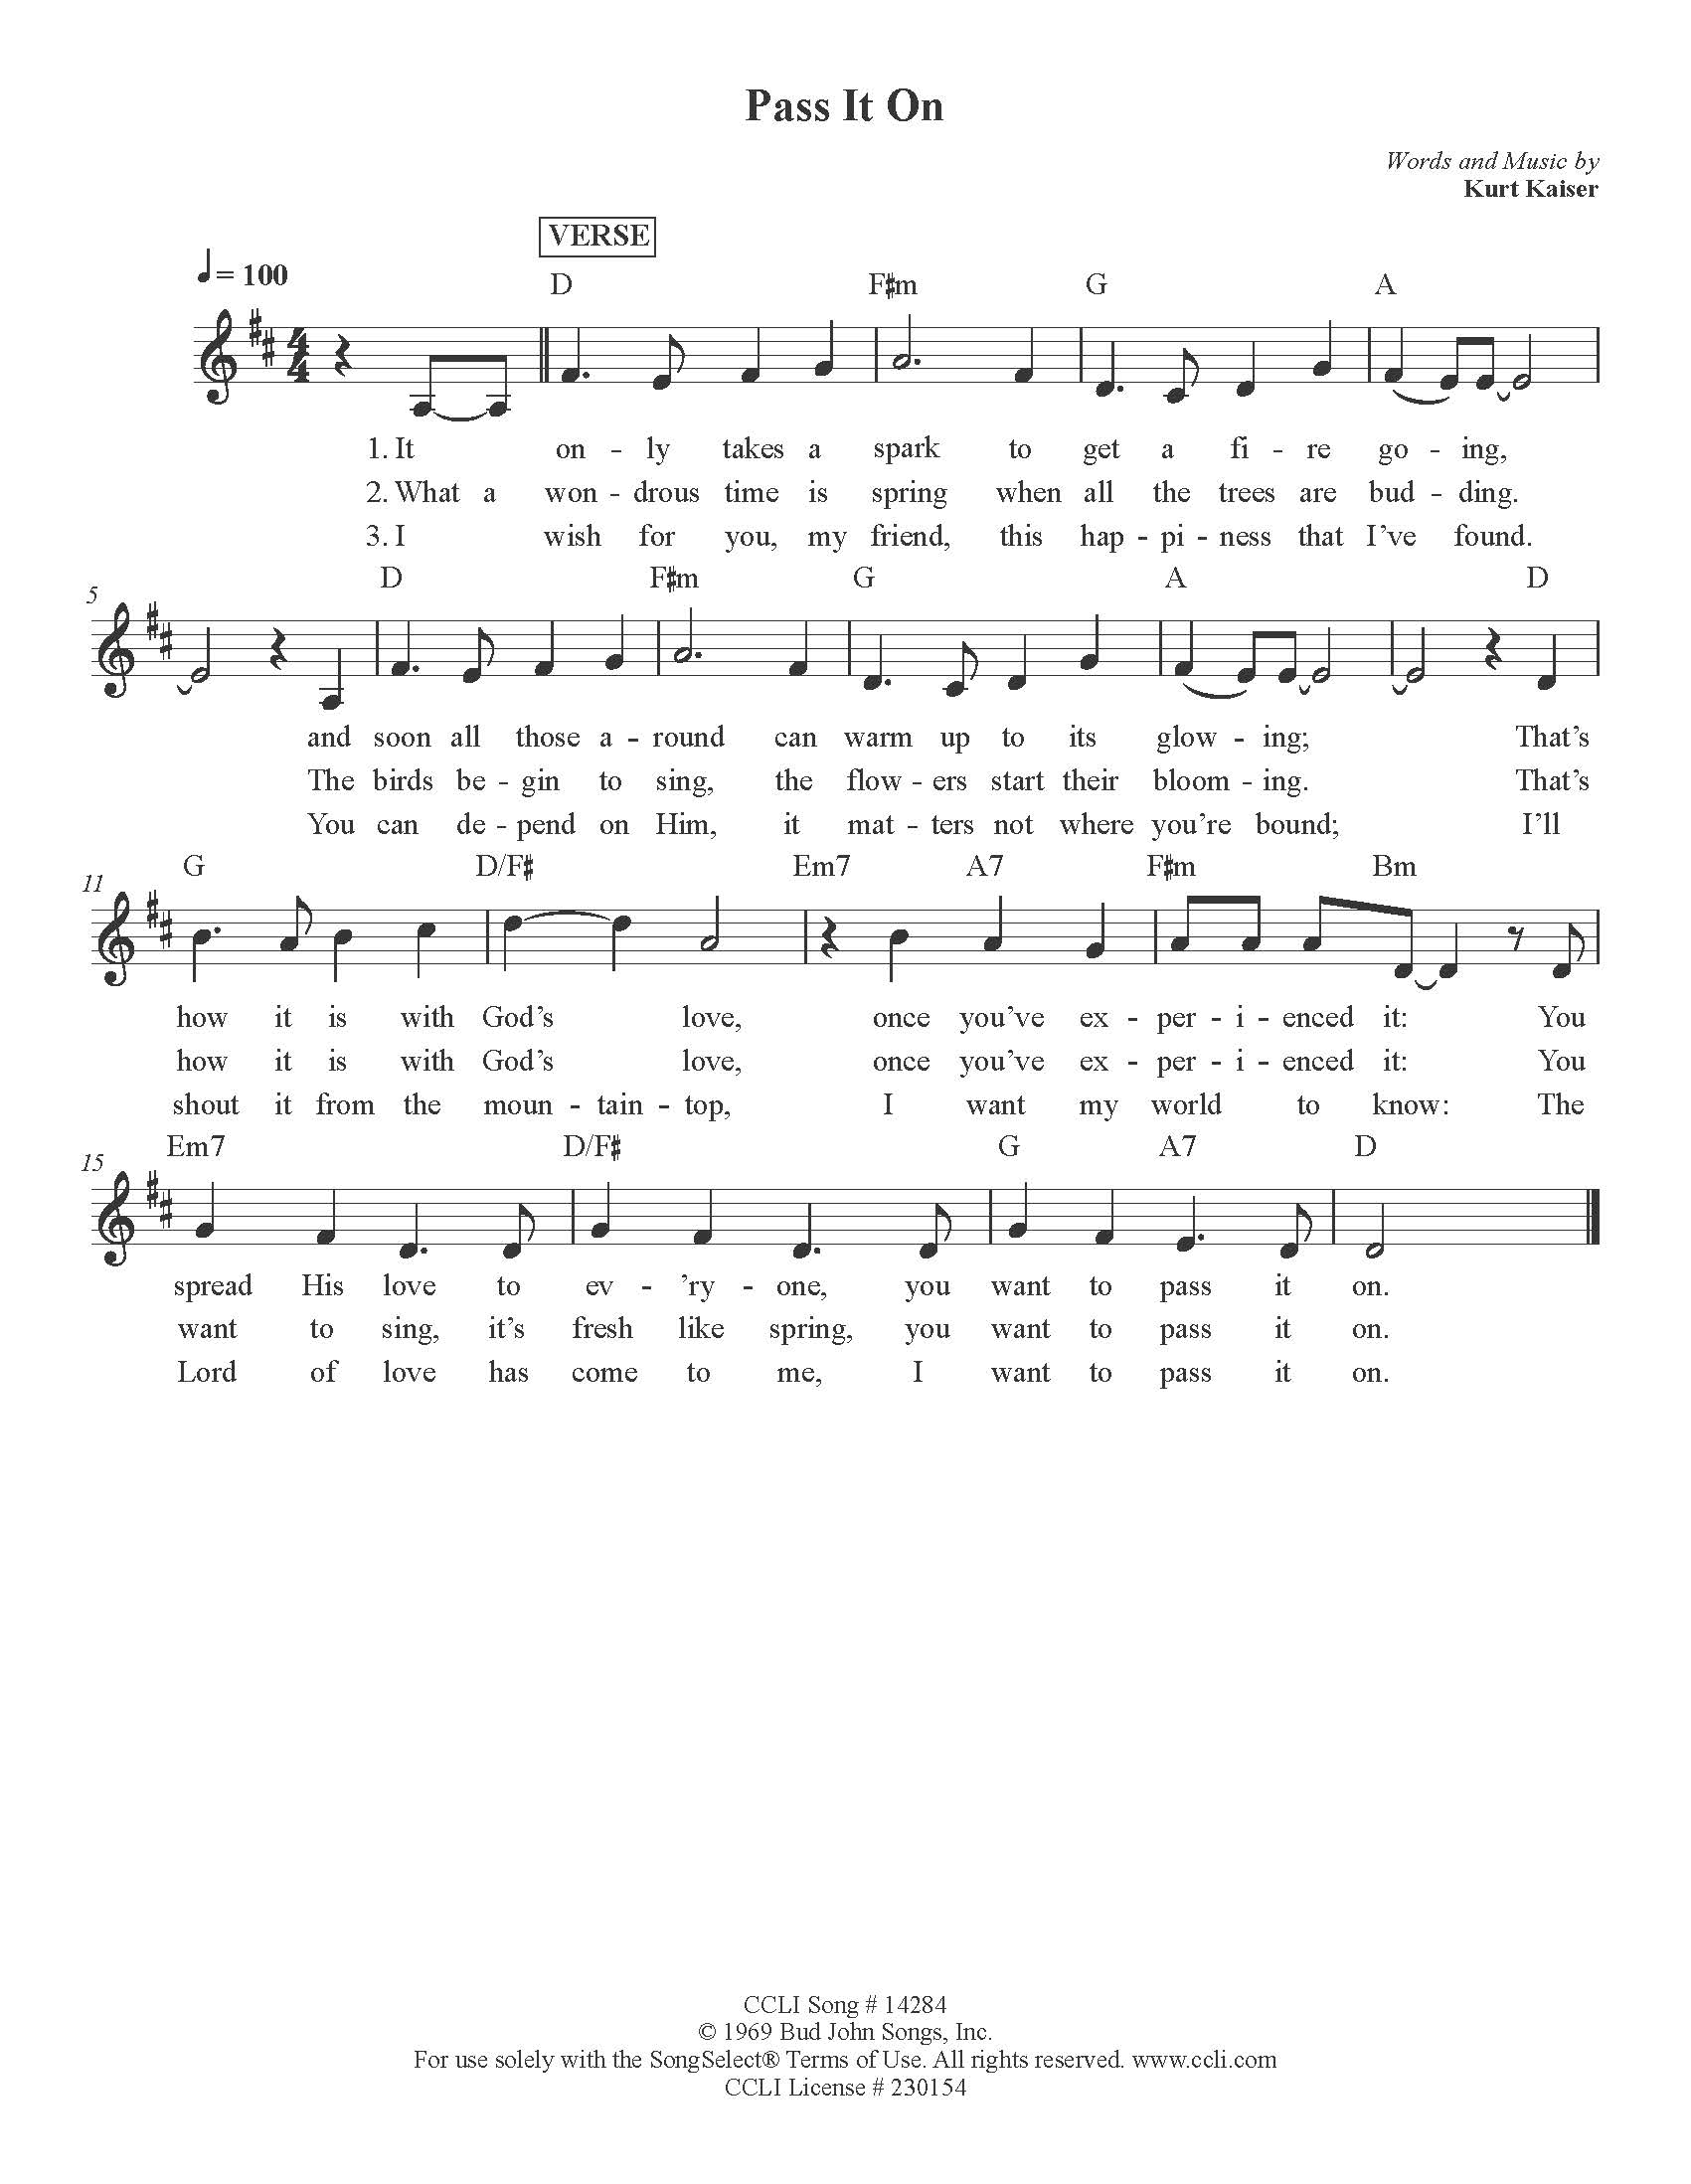 Pass It On
Words and Music by
Kurt Kaiser
VERSE
= 100
D F#m G A
4
4
1. It on - ly takes a spark to get a fi - re go - ing,
2. What a won - drous time is spring when all the trees are bud - ding.
3. I wish for you, my friend, this hap - pi - ness that I've found.
D F#m G A D
5
and soon all those a - round can warm up to its glow - ing; That's
The birds be - gin to sing, the flow - ers start their bloom - ing. That's
You can de - pend on Him, it mat - ters not where you're bound; I'll
G D/F# Em7 A7 F#m Bm
11
how it is with God's love, once you've ex - per - i - enced it: You
how it is with God's love, once you've ex - per - i - enced it: You
shout it from the moun - tain - top, I want my world to know: The
Em7 D/F# G A7 D
15
spread His love to ev - 'ry - one, you want to pass it on.
want to sing, it's fresh like spring, you want to pass it on.
Lord of love has come to me, I want to pass it on.
CCLI Song # 14284
© 1969 Bud John Songs, Inc.
For use solely with the SongSelect® Terms of Use. All rights reserved. www.ccli.com
CCLI License # 230154